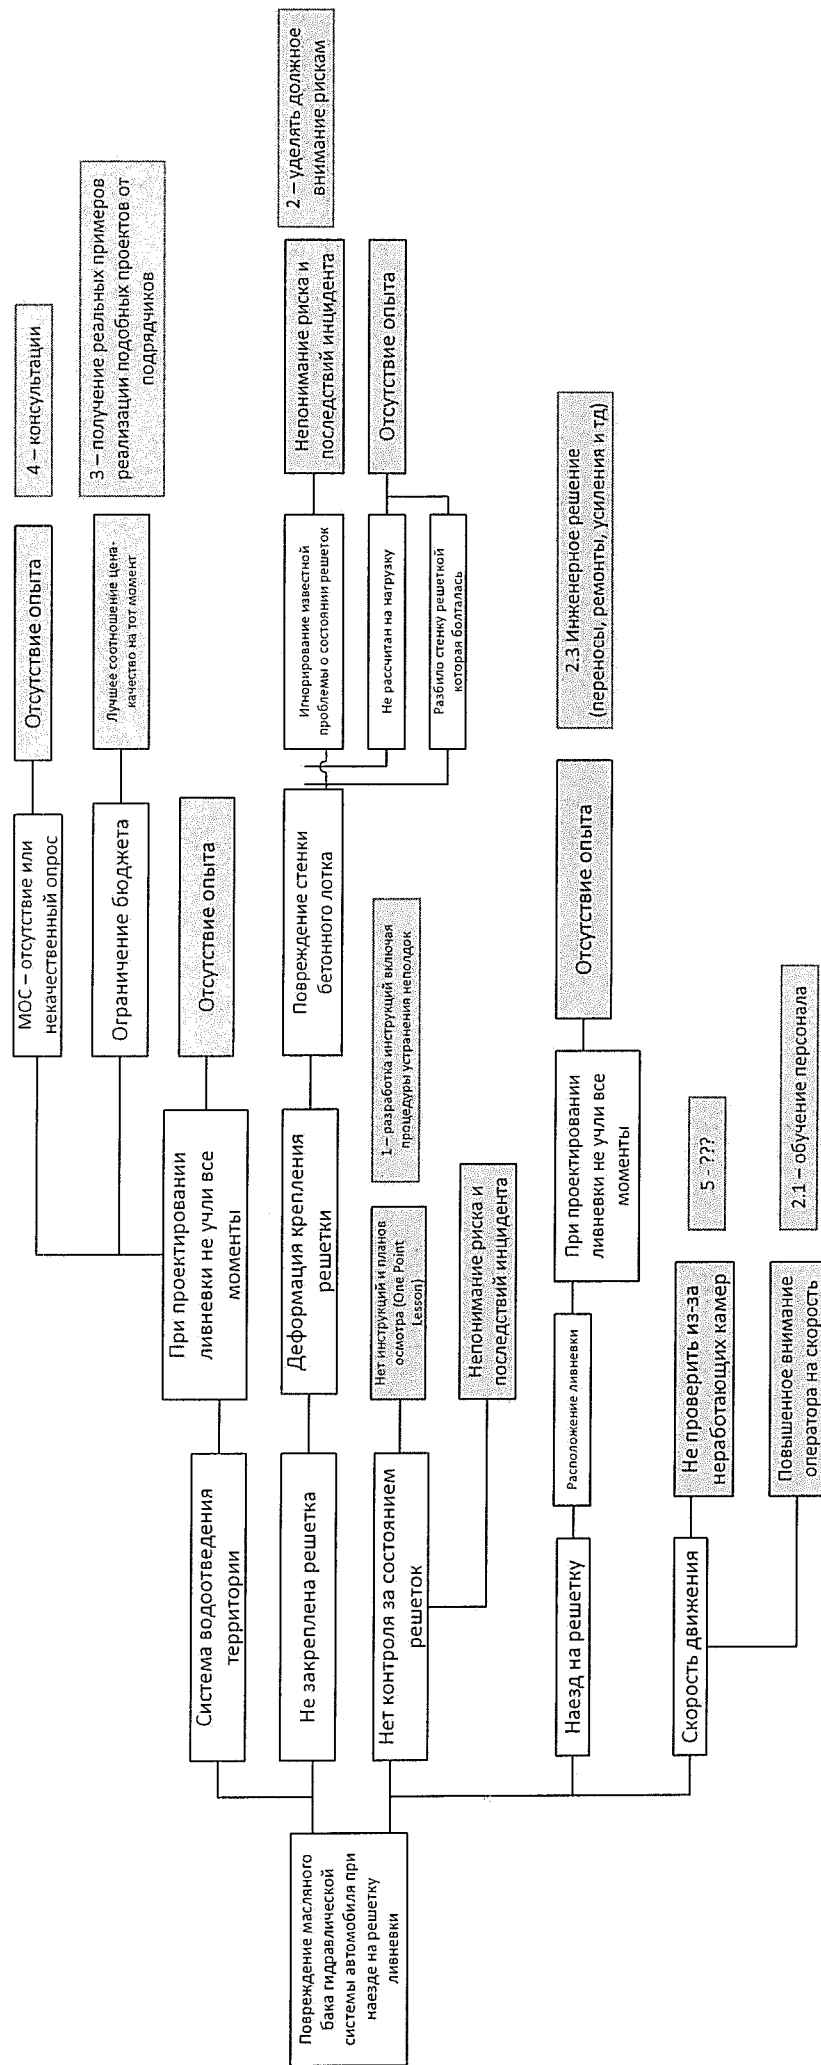 Повреждение масляного
бака гидравлической
системы автомобиля при
наезде на решетку
ливневки
Система водоотведения
территории
При проектировании
ливневки не учли все
моменты
МОС – отсутствие или
некачественный опрос
Отсутствие опыта
4 – консультации
Ограничение бюджета
Лучшее соотношение цена-
качество на тот момент
3 – получение реальных примеров
реализации подобных проектов от
подрядчиков
Отсутствие опыта
Не закреплена решетка
Деформация крепления
решетки
Повреждение стенки
бетонного лотка
Игнорирование известной
проблемы о состоянии решеток
Непонимание риска и
последствий инцидента
2 – уделять должное
внимание рискам
Не рассчитан на нагрузку
Отсутствие опыта
Разбило стенку решеткой
которая болталась
Нет контроля за состоянием
решеток
Нет инструкций и планов
осмотра (One Point
Lesson)
1 – разработка инструкций включая
процедуры устранения неполдок
Непонимание риска и
последствий инцидента
Наезд на решетку
Расположение ливневки
При проектировании
ливневки не учли все
моменты
Отсутствие опыта
2.3 Инженерное решение
(переносы, ремонты, усиления и тд)
Скорость движения
Не проверить из-за
неработающих камер
5 - ???
Повышенное внимание
оператора на скорость
2.1 – обучение персонала